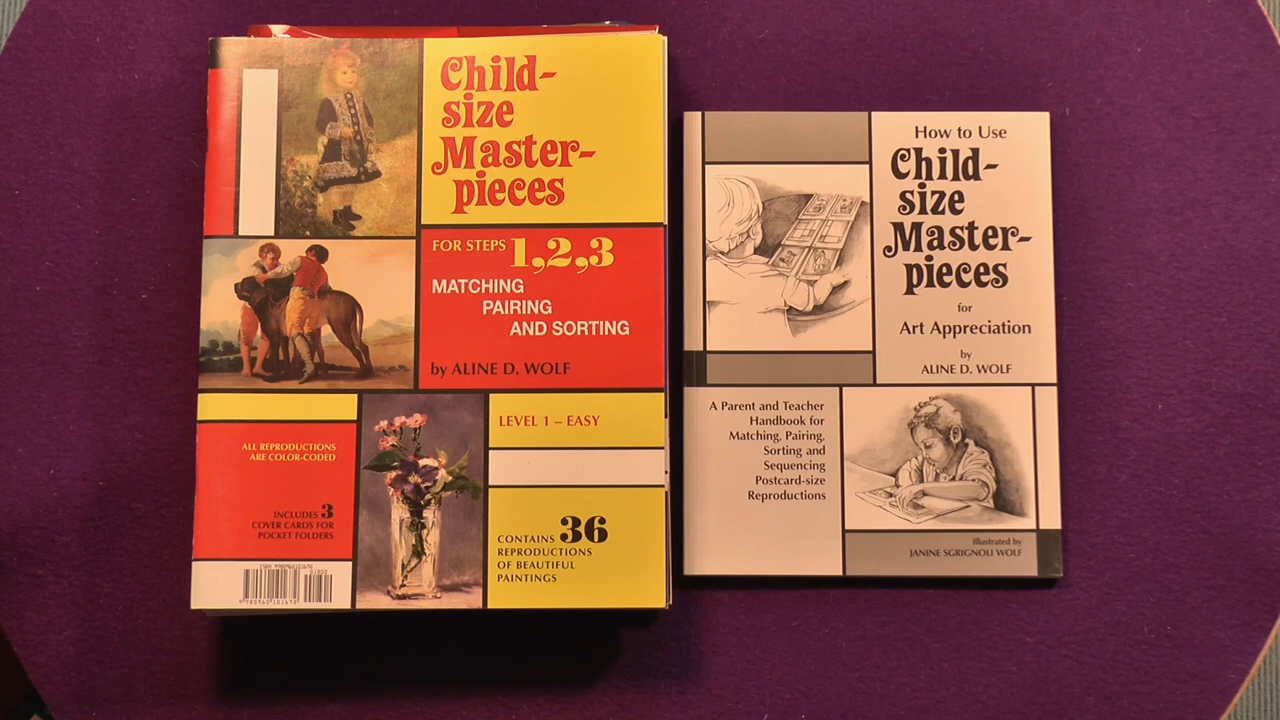 Child-
size
Master-
pieces
FOR STEPS 1,2,3
MATCHING
PAIRING
AND SORTING
by ALINE D. WOLF
LEVEL 1 – EASY
ALL REPRODUCTIONS
ARE COLOR-CODED
INCLUDES 3
COVER CARDS FOR
POCKET FOLDERS
CONTAINS 36
REPRODUCTIONS
OF BEAUTIFUL
PAINTINGS
How to Use
Child-
size
Master-
pieces
for
Art Appreciation
by
ALINE D. WOLF
A Parent and Teacher
Handbook for
Matching, Pairing,
Sorting and
Sequencing
Postcard-size
Reproductions
Illustrated by
JANINE SGRIGNOLI WOLF